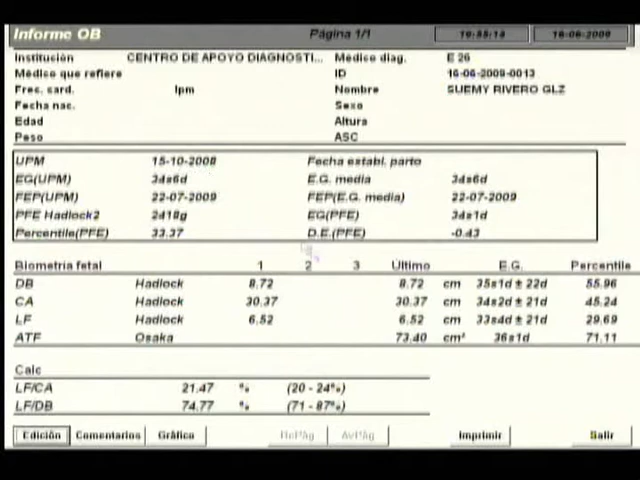 Informe OB Página 1/1 16-06-2009
Institución CENTRO DE APOYO DIAGNOSTI... Médico diag. E 26
Médico que refiere ID 16-06-2009-0013
Frec. card. lpm Nombre SUEMY RIVERO GLZ
Fecha nac. Sexo
Edad Altura
Peso ASC
UPM 15-10-2008 Fecha establ. parto
EG(UPM) 34s6d E.G. media 34s6d
FEP(UPM) 22-07-2009 FEP(E.G. media) 22-07-2009
PFE Hadlock2 2418g EG(PFE) 34s1d
Percentile(PFE) 33.37 D.E.(PFE) -0.43
Biometria fetal 1 2 3 Último E.G. Percentile
DB Hadlock 8.72 8.72 cm 35s1d ± 22d 55.96
CA Hadlock 30.37 30.37 cm 34s2d ± 21d 45.24
LF Hadlock 6.52 6.52 cm 33s4d ± 21d 29.69
ATF Osaka 73.40 cm² 36s1d 71.11
Calc
LF/CA 21.47 % (20 - 24%)
LF/DB 74.77 % (71 - 87%)
Edición Comentarios Gráfico RePág AvPág Imprimir Salir